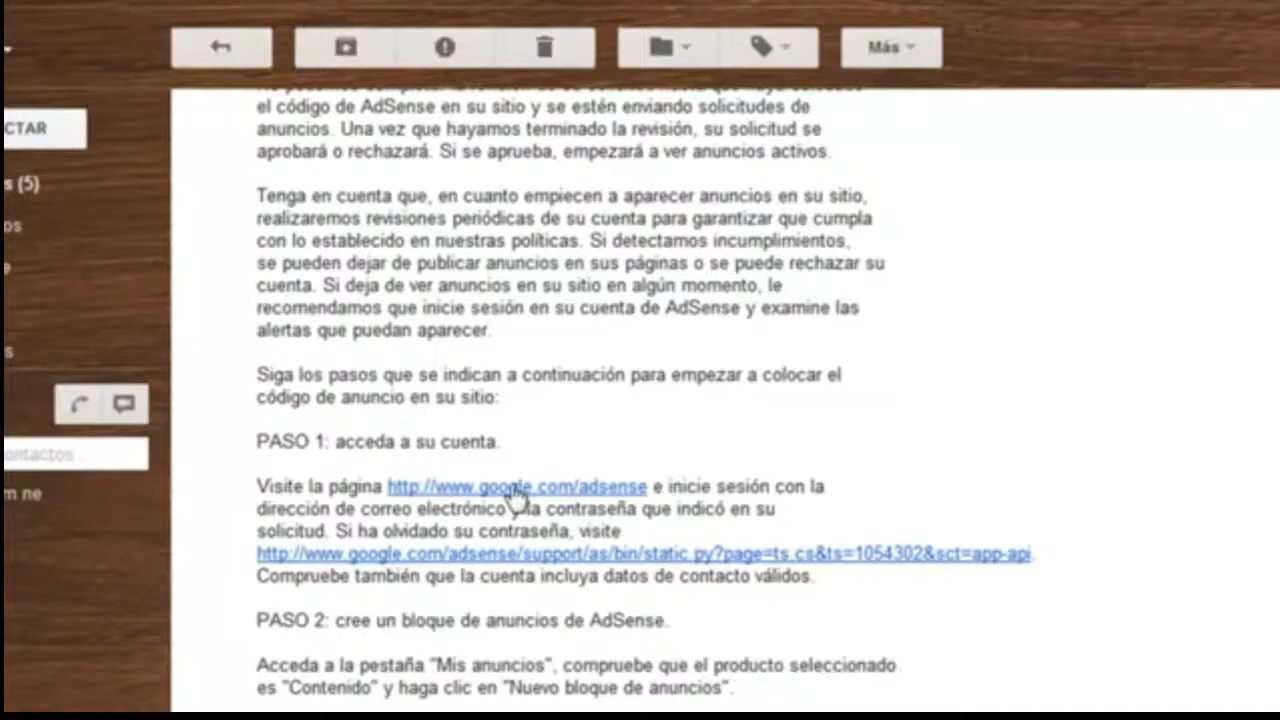 Más
CTAR
s (5)
os
e
s
ontactos...
m ne
el código de AdSense en su sitio y se estén enviando solicitudes de
anuncios. Una vez que hayamos terminado la revisión, su solicitud se
aprobará o rechazará. Si se aprueba, empezará a ver anuncios activos.
Tenga en cuenta que, en cuanto empiecen a aparecer anuncios en su sitio,
realizaremos revisiones periódicas de su cuenta para garantizar que cumpla
con lo establecido en nuestras políticas. Si detectamos incumplimientos,
se pueden dejar de publicar anuncios en sus páginas o se puede rechazar su
cuenta. Si deja de ver anuncios en su sitio en algún momento, le
recomendamos que inicie sesión en su cuenta de AdSense y examine las
alertas que puedan aparecer.
Siga los pasos que se indican a continuación para empezar a colocar el
código de anuncio en su sitio:
PASO 1: acceda a su cuenta.
Visite la página http://www.google.com/adsense e inicie sesión con la
dirección de correo electrónico y la contraseña que indicó en su
solicitud. Si ha olvidado su contraseña, visite
http://www.google.com/adsense/support/as/bin/static.py?page=ts.cs&ts=1054302&sct=app-api.
Compruebe también que la cuenta incluya datos de contacto válidos.
PASO 2: cree un bloque de anuncios de AdSense.
Acceda a la pestaña "Mis anuncios", compruebe que el producto seleccionado
es "Contenido" y haga clic en "Nuevo bloque de anuncios".